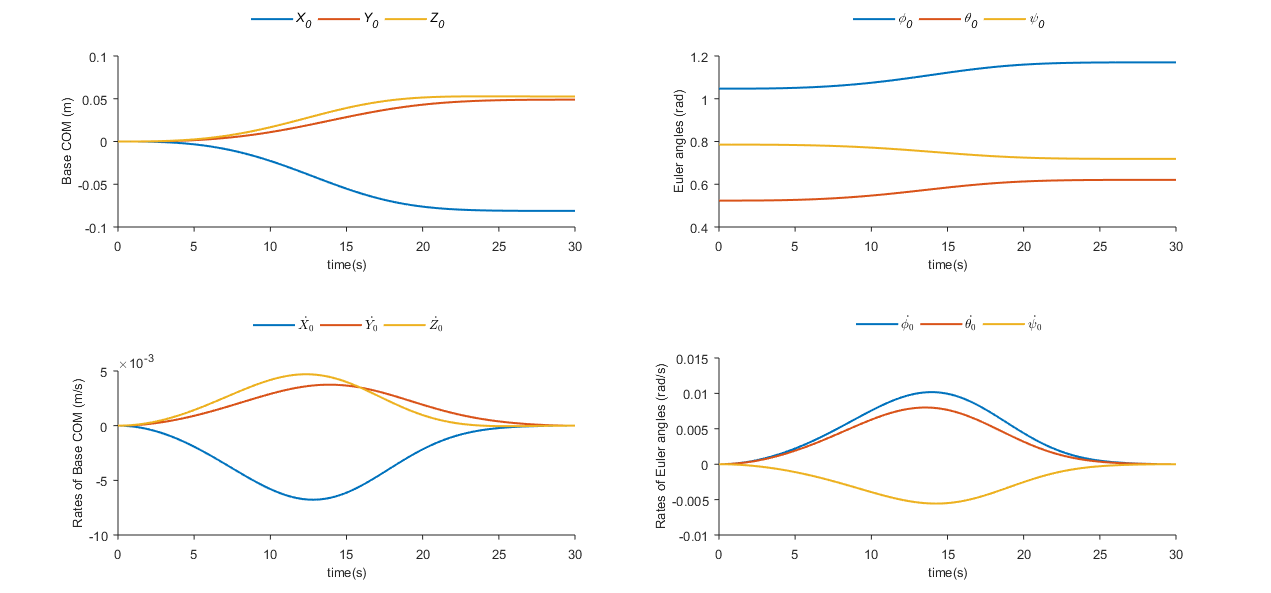 X₀ Y₀ Z₀
0.1
0.05
0
-0.05
-0.1
Base COM (m)
0 5 10 15 20 25 30
time(s)
ϕ₀ θ₀ ψ₀
1.2
1
0.8
0.6
0.4
Euler angles (rad)
0 5 10 15 20 25 30
time(s)
Ẋ₀ Ẏ₀ Ż₀
×10⁻³
5
0
-5
-10
Rates of Base COM (m/s)
0 5 10 15 20 25 30
time(s)
ϕ̇₀ θ̇₀ ψ̇₀
0.015
0.01
0.005
0
-0.005
-0.01
Rates of Euler angles (rad/s)
0 5 10 15 20 25 30
time(s)